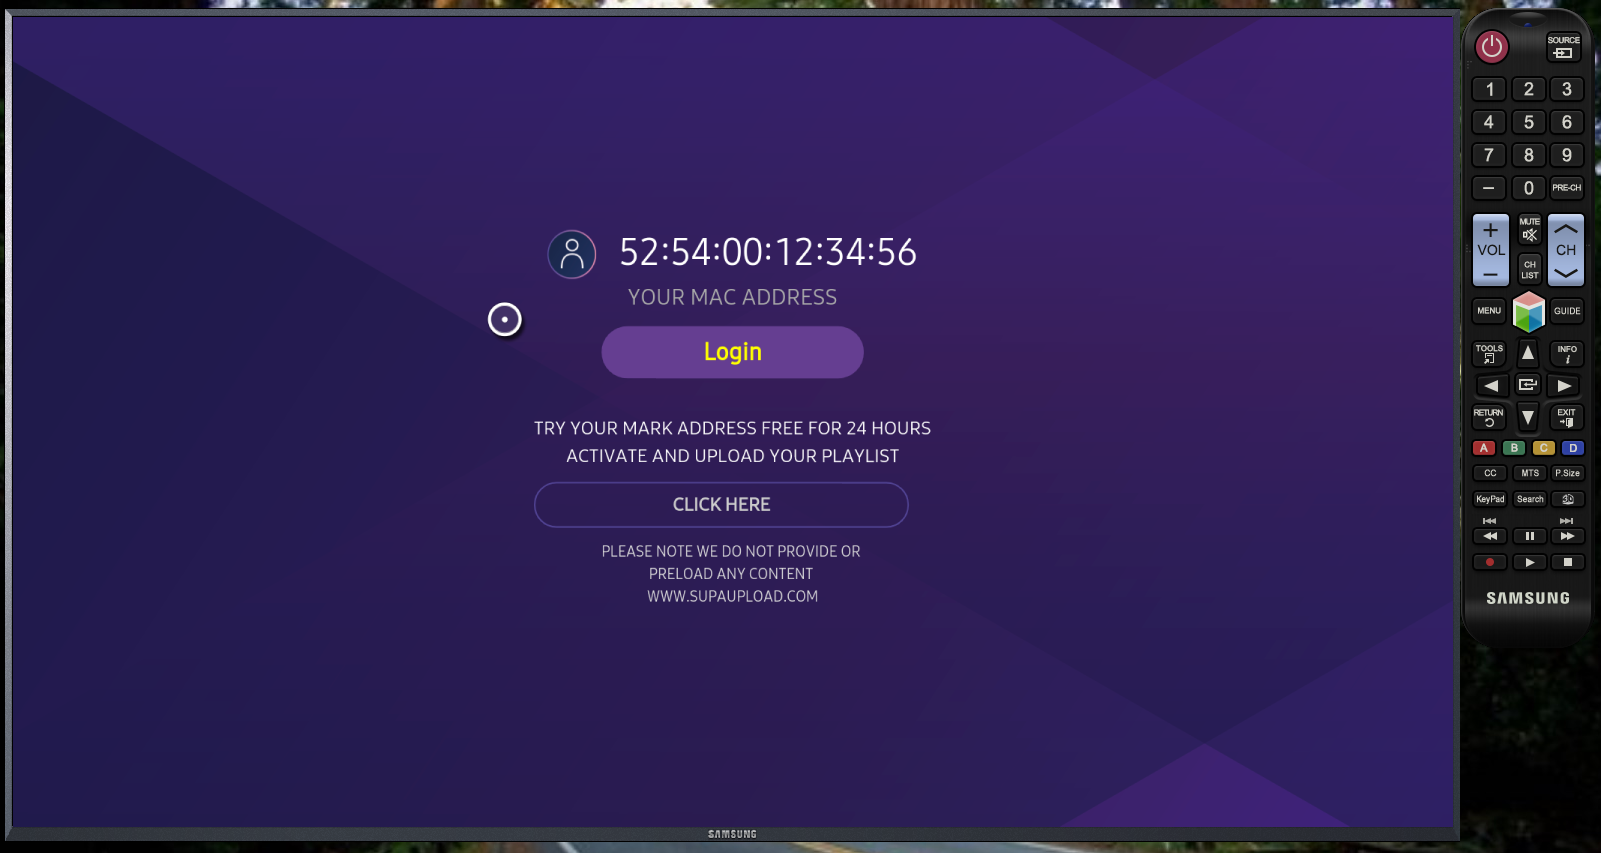 52:54:00:12:34:56
YOUR MAC ADDRESS
Login
TRY YOUR MARK ADDRESS FREE FOR 24 HOURS
ACTIVATE AND UPLOAD YOUR PLAYLIST
CLICK HERE
PLEASE NOTE WE DO NOT PROVIDE OR
PRELOAD ANY CONTENT
WWW.SUPAUPLOAD.COM
SAMSUNG
SOURCE
1 2 3
4 5 6
7 8 9
– 0 PRE-CH
+ MUTE
VOL CH
– CH LIST
MENU GUIDE
TOOLS INFO
i
RETURN EXIT
A B C D
CC MTS P.Size
KeyPad Search
SAMSUNG